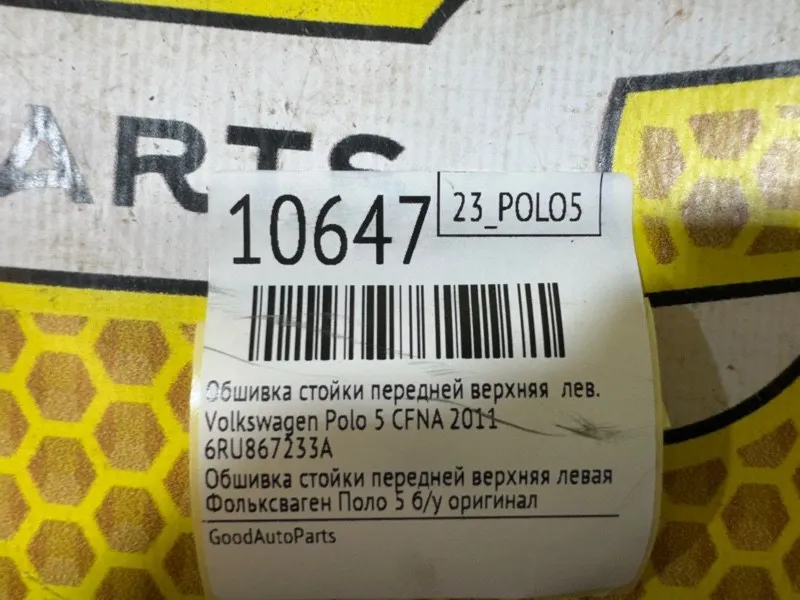 ARTS
10647
23_POLO5
Обшивка стойки передней верхняя лев.
Volkswagen Polo 5 CFNA 2011
6RU867233A
Обшивка стойки передней верхняя левая
Фольксваген Поло 5 б/у оригинал
GoodAutoParts